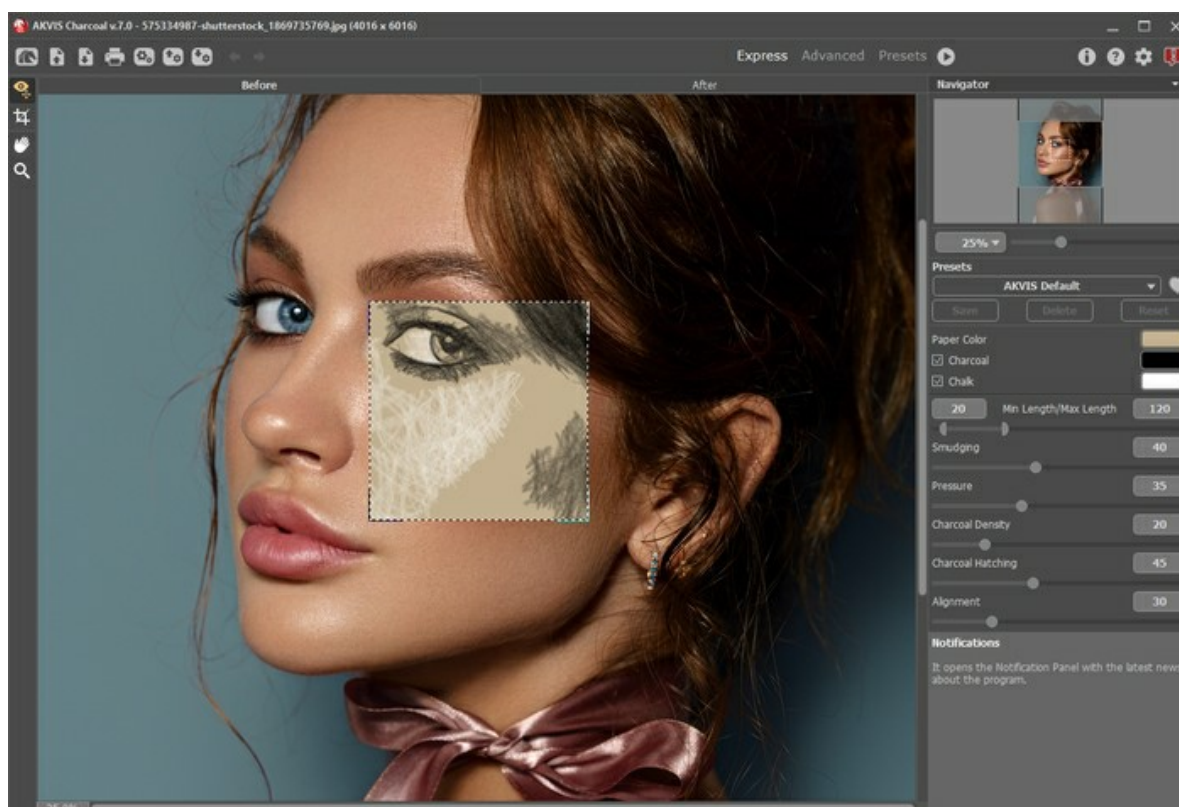 AKVIS Charcoal v.7.0 - 575334987-shutterstock_1869735769.jpg (4016 x 6016)
Express Advanced Presets
Before After
Navigator
25%
Presets
AKVIS Default
Save Delete Reset
Paper Color
Charcoal
Chalk
20 Min Length/Max Length 120
Smudging 40
Pressure 35
Charcoal Density 20
Charcoal Hatching 45
Alignment 30
Notifications
It opens the Notification Panel with the latest news
about the program.